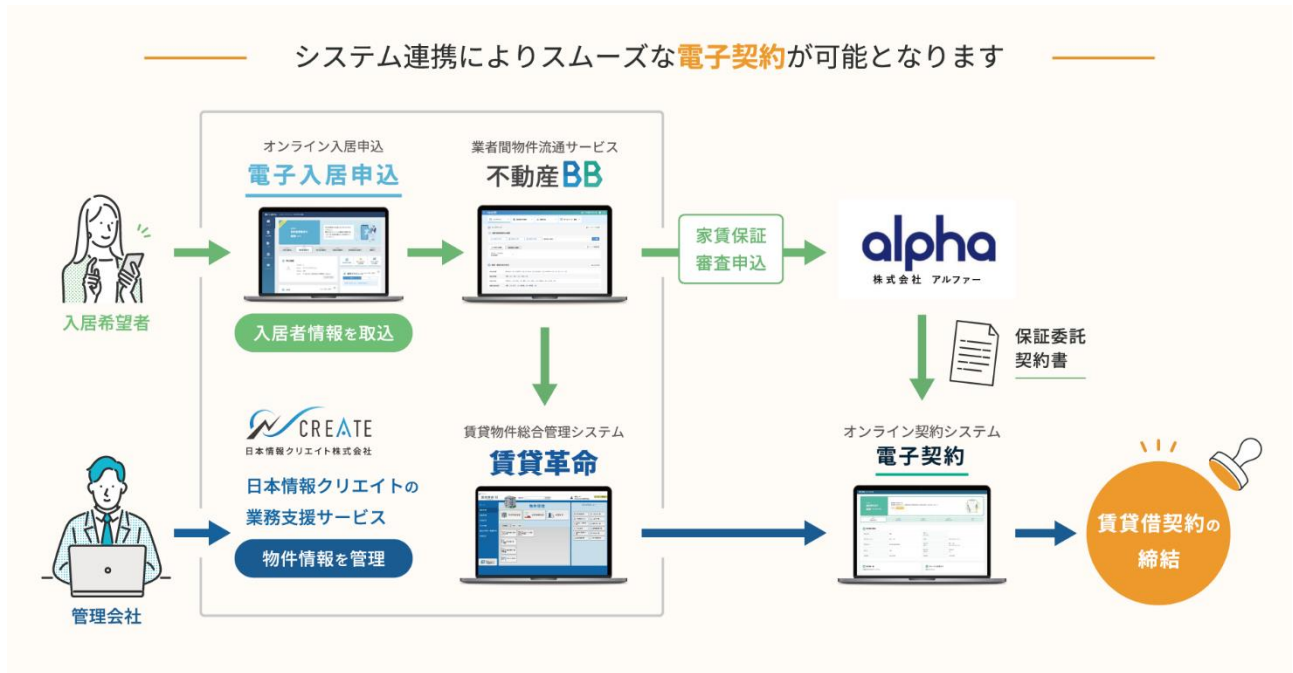 システム連携によりスムーズな電子契約が可能となります
オンライン入居申込
電子入居申込
業者間物件流通サービス
不動産BB
入居希望者
入居者情報を取込
家賃保証
審査申込
alpha
株式会社 アルファー
保証委託
契約書
CREATE
日本情報クリエイト株式会社
日本情報クリエイトの
業務支援サービス
物件情報を管理
管理会社
賃貸物件総合管理システム
賃貸革命
オンライン契約システム
電子契約
賃貸借契約の
締結